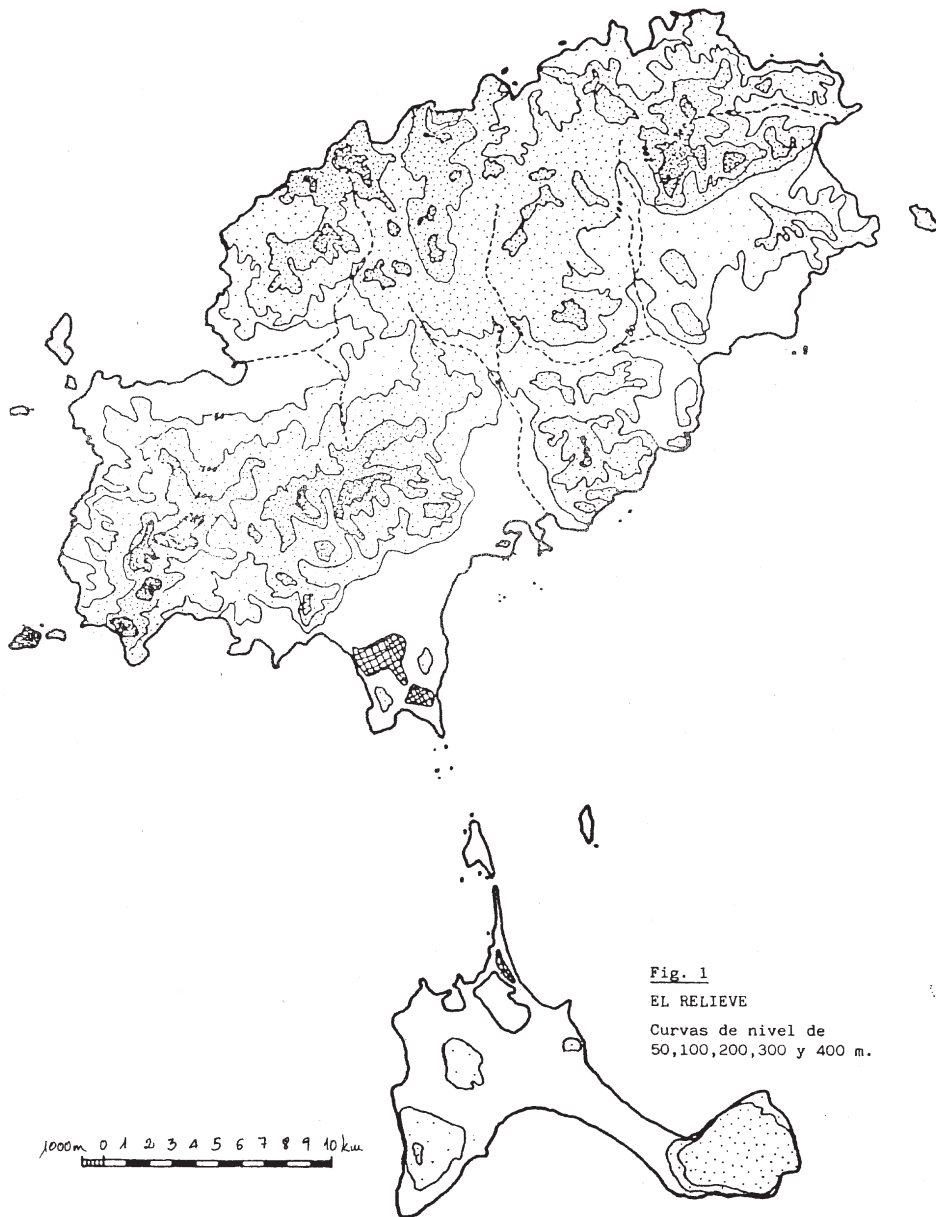 Fig. 1
EL RELIEVE
Curvas de nivel de
50,100,200,300 y 400 m.
1000m 0 1 2 3 4 5 6 7 8 9 10 km